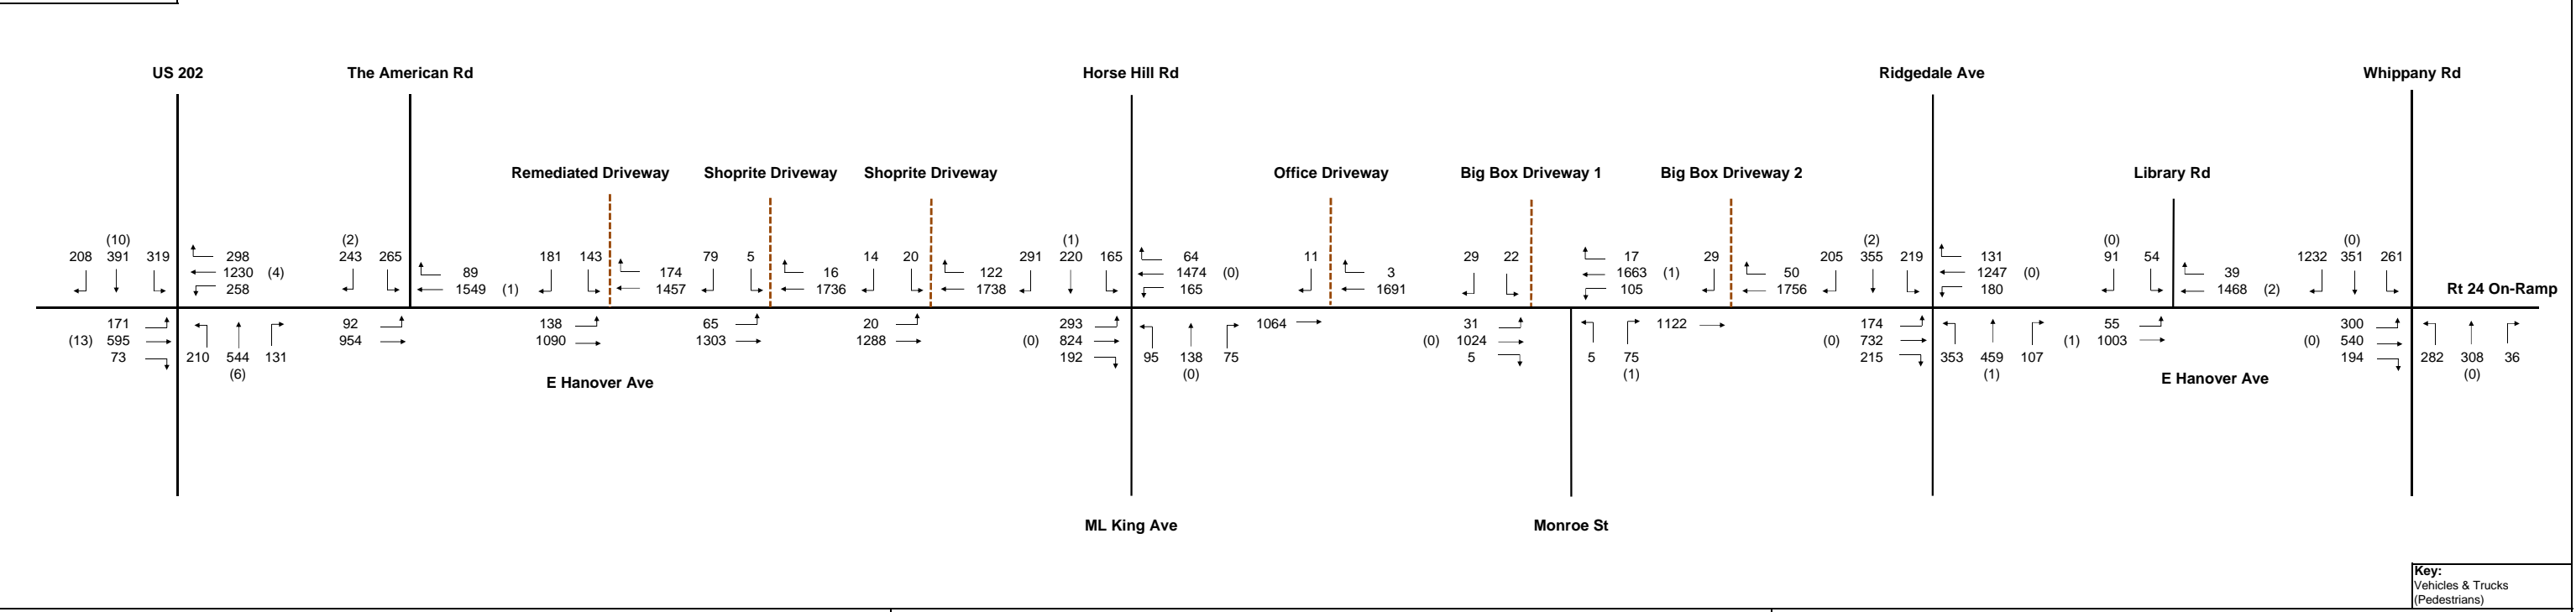 US 202 The American Rd Horse Hill Rd Ridgedale Ave Whippany Rd
Remediated Driveway Shoprite Driveway Shoprite Driveway Office Driveway Big Box Driveway 1 Big Box Driveway 2 Library Rd
(10) (2) (1) (2) (0) (0)
208 391 319 298 243 265 181 143 79 5 14 20 291 220 165 64 11 29 22 17 29 205 355 219 131 91 54 1232 351 261
1230 (4) 89 174 16 122 1474 (0) 3 1663 (1) 50 1247 (0) 39
258 1549 (1) 1457 1736 1738 165 1691 105 1756 180 1468 (2) Rt 24 On-Ramp
171 92 138 65 20 293 1064 31 1122 174 55 300
(13) 595 954 1090 1303 1288 (0) 824 (0) 1024 (0) 732 (1) 1003 (0) 540
73 210 544 131 192 95 138 75 5 5 75 215 353 459 107 194 282 308 36
(6) (0) (1) (1) (0)
E Hanover Ave E Hanover Ave
ML King Ave Monroe St
Key:
Vehicles & Trucks
(Pedestrians)